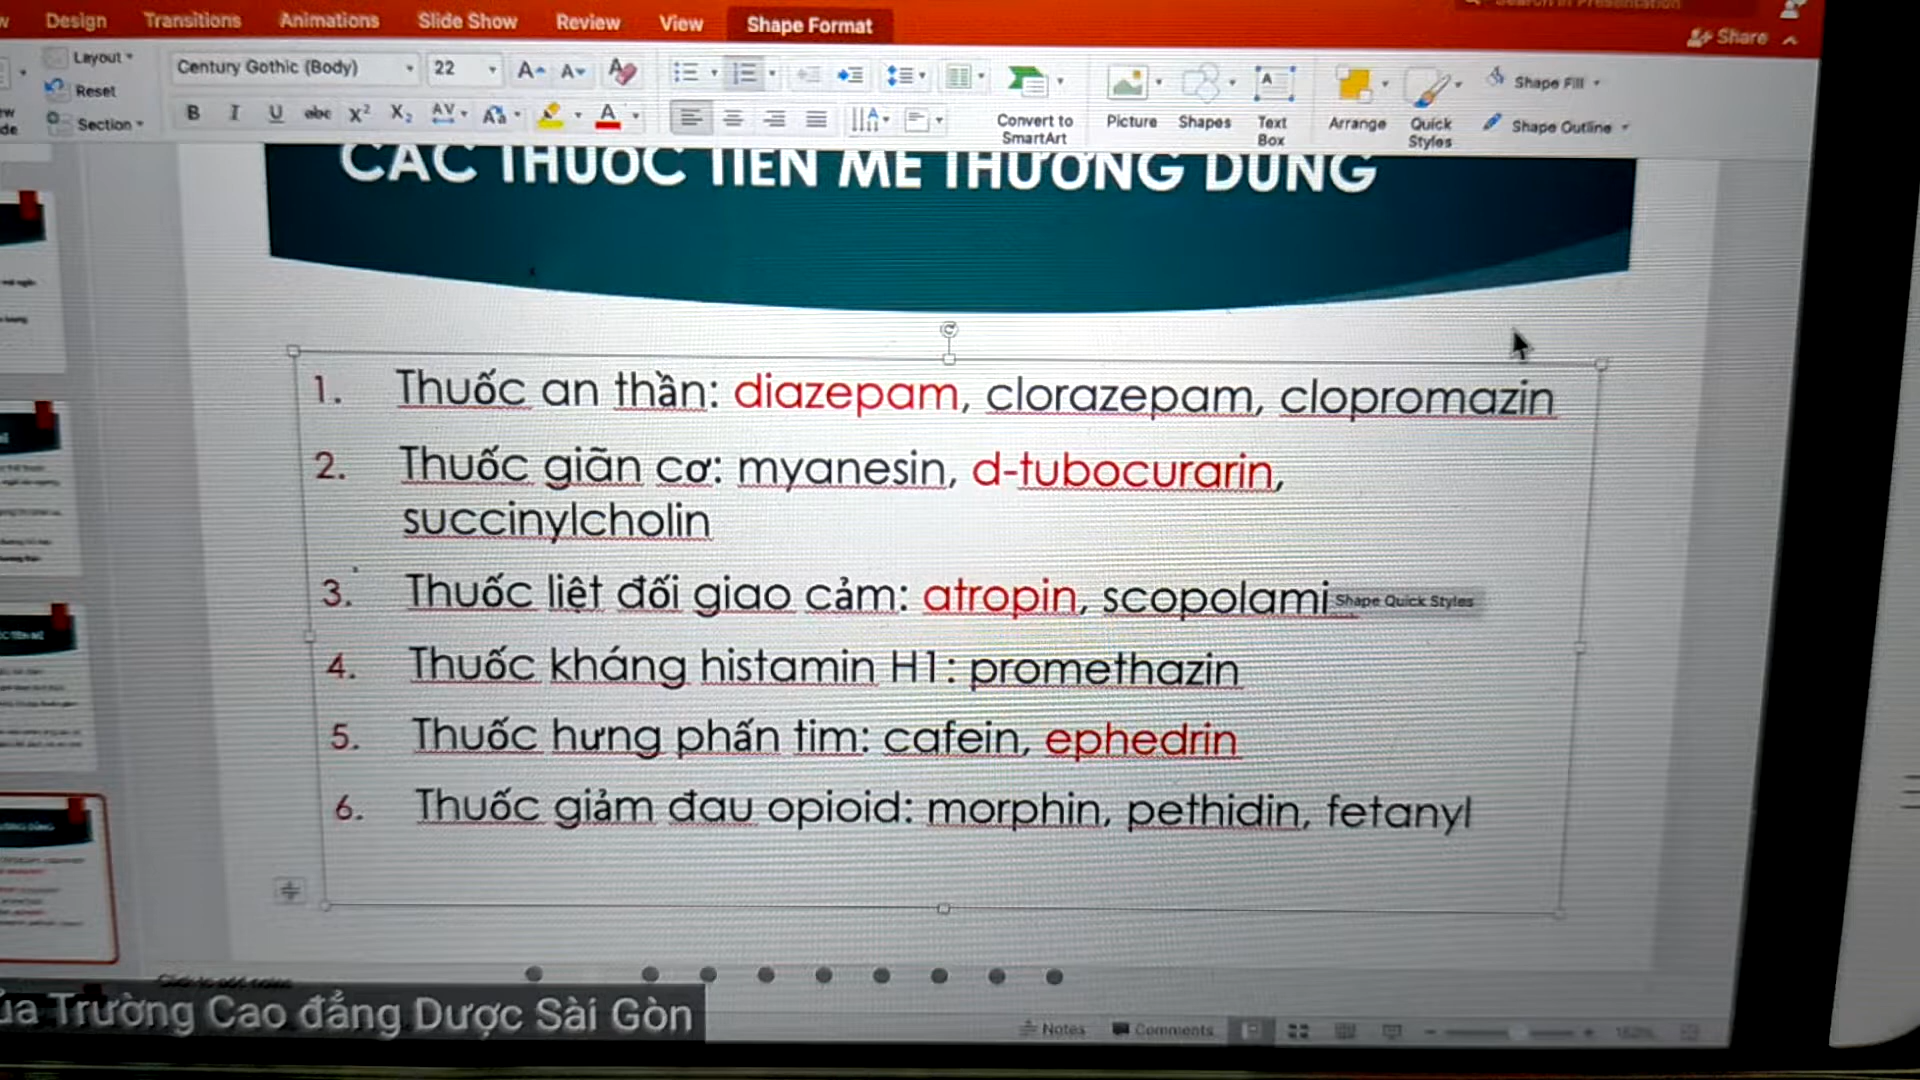 Design Transitions Animations Slide Show Review View Shape Format
Share
Layout
Reset
Section
Century Gothic (Body) 22
Convert to SmartArt
Picture Shapes Text Box
Arrange Quick Styles
Shape Fill
Shape Outline
CÁC THUỐC TIỀN MÊ THƯỜNG DÙNG
1. Thuốc an thần: diazepam, clorazepam, clopromazin
2. Thuốc giãn cơ: myanesin, d-tubocurarin,
succinylcholin
3. Thuốc liệt đối giao cảm: atropin, scopolami
Shape Quick Styles
4. Thuốc kháng histamin H1: promethazin
5. Thuốc hưng phấn tim: cafein, ephedrin
6. Thuốc giảm đau opioid: morphin, pethidin, fetanyl
Trường Cao đẳng Dược Sài Gòn
Notes Comments